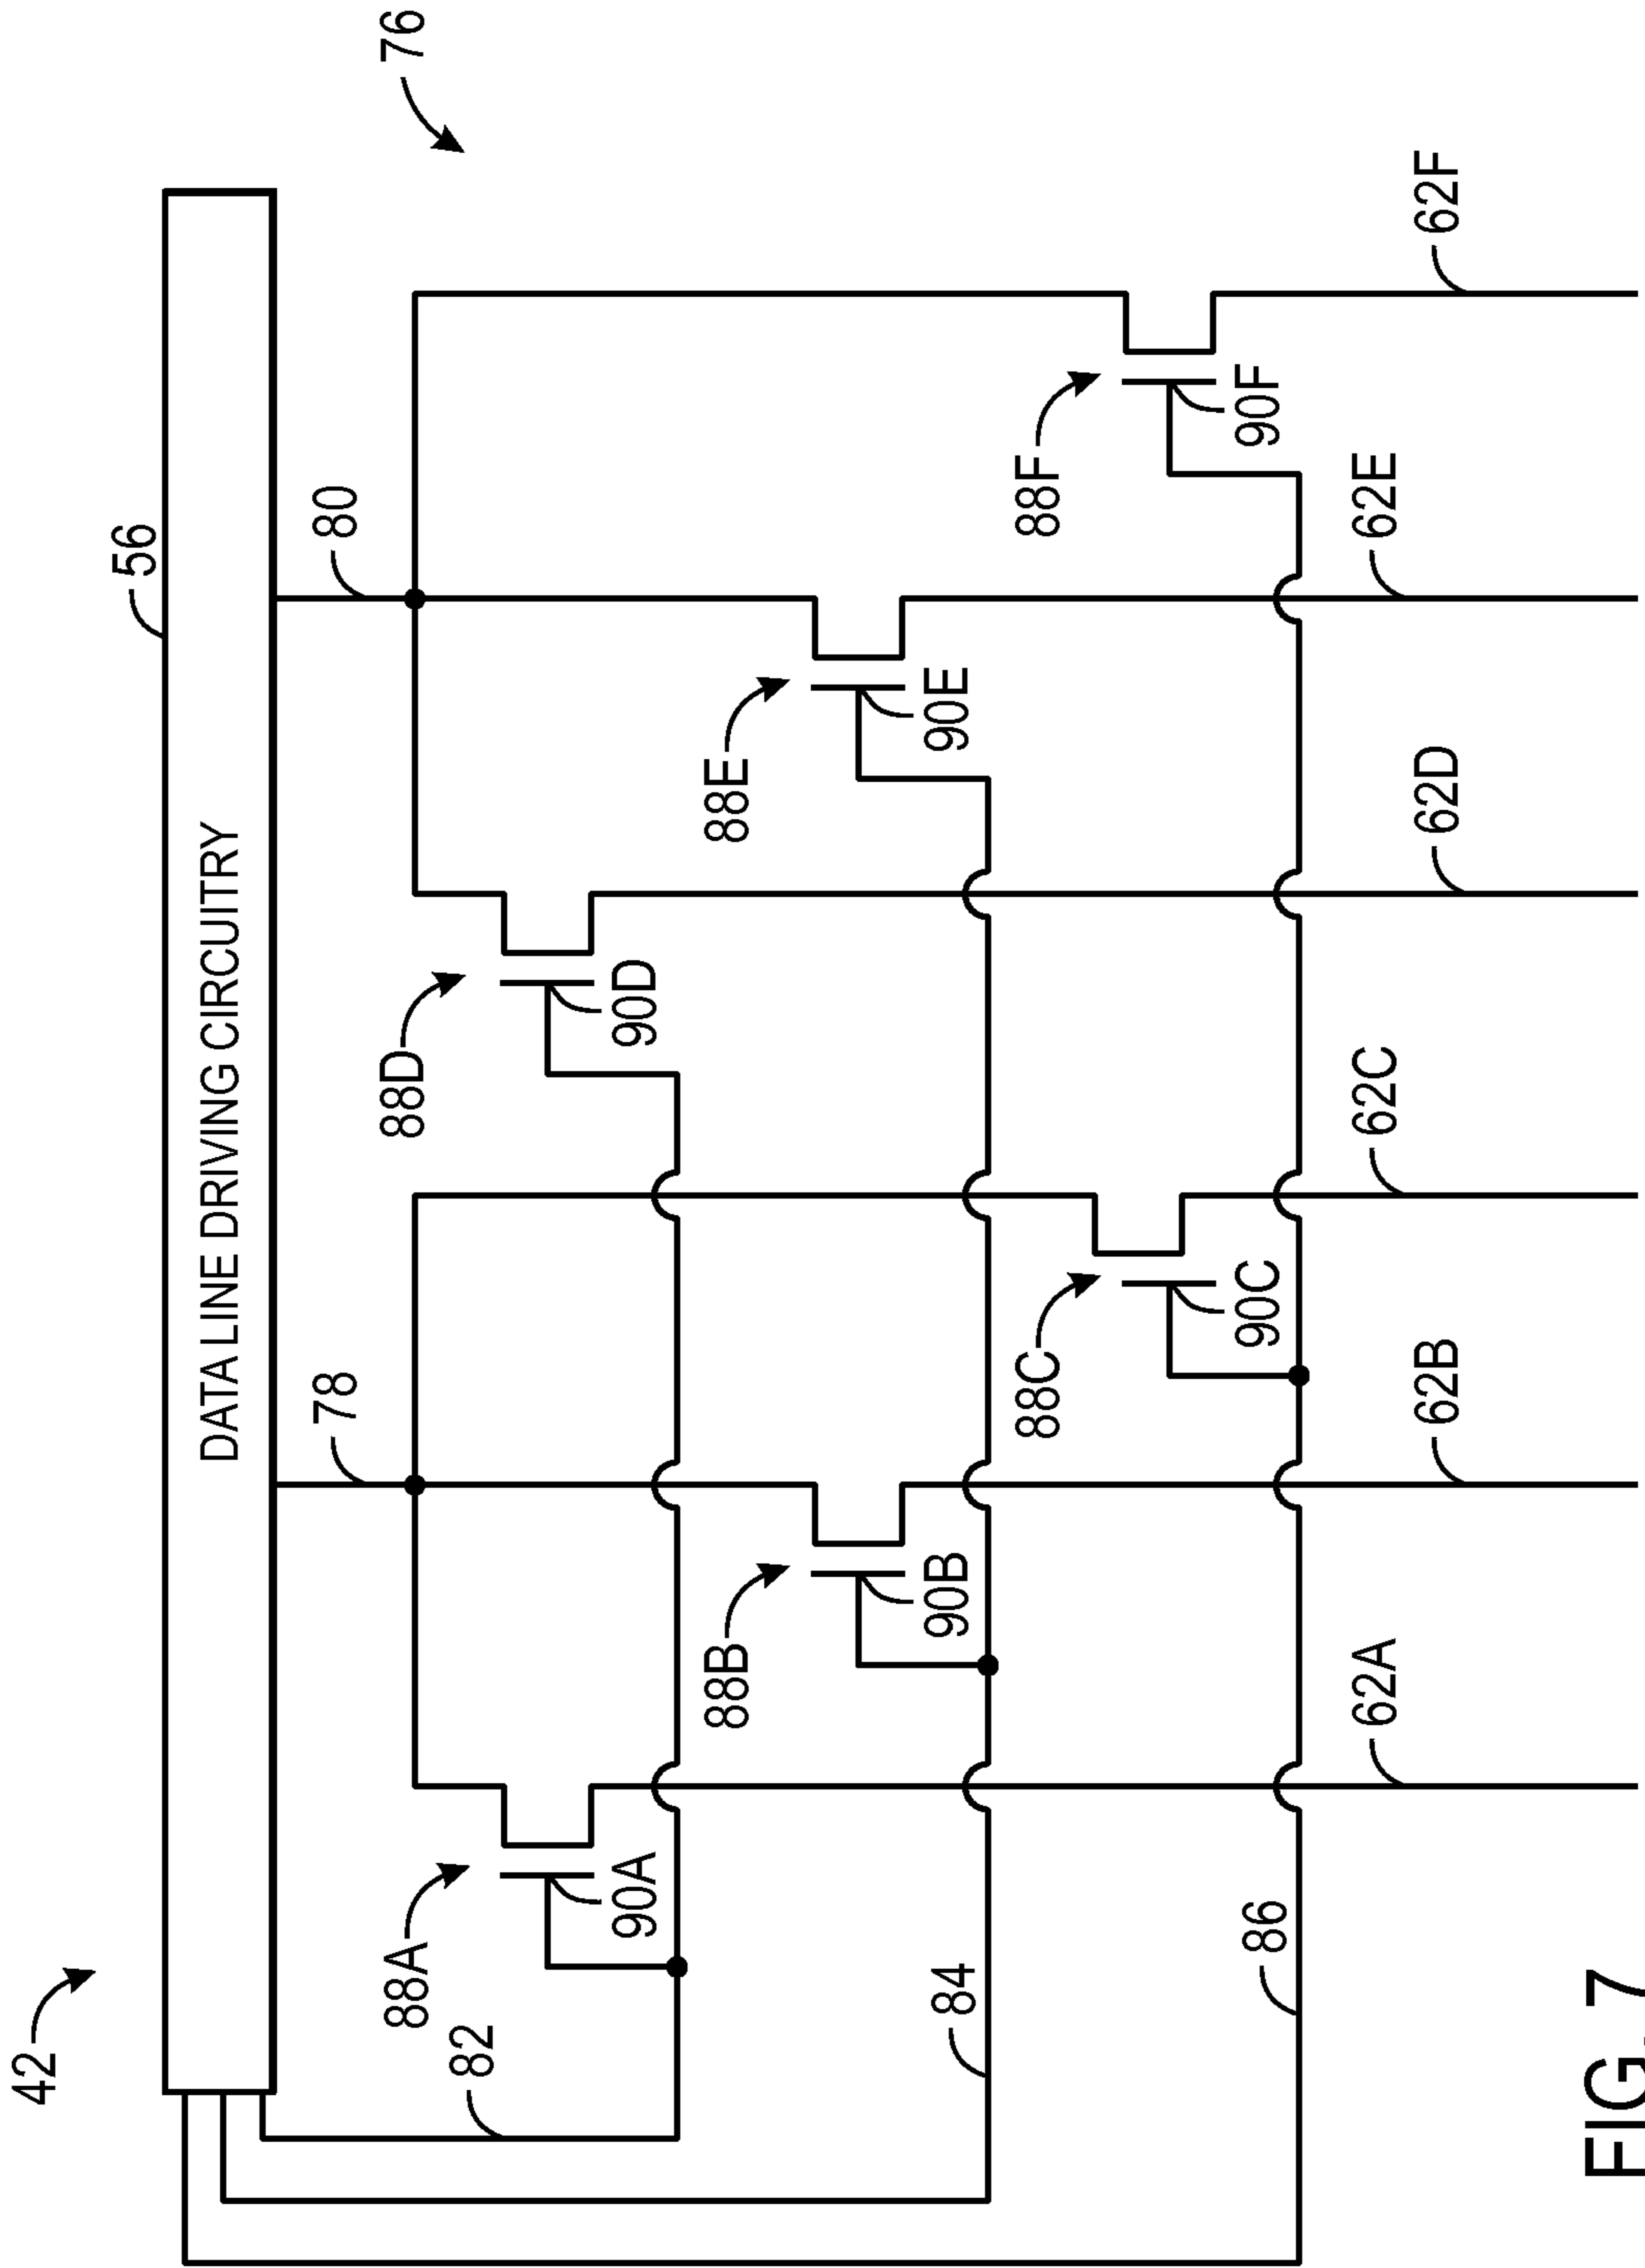 42
56
DATA LINE DRIVING CIRCUITRY
76
78
80
82
88A
90A
88D
90D
84
88B
90B
88E
90E
86
88C
90C
88F
90F
62A
62B
62C
62D
62E
62F
FIG. 7